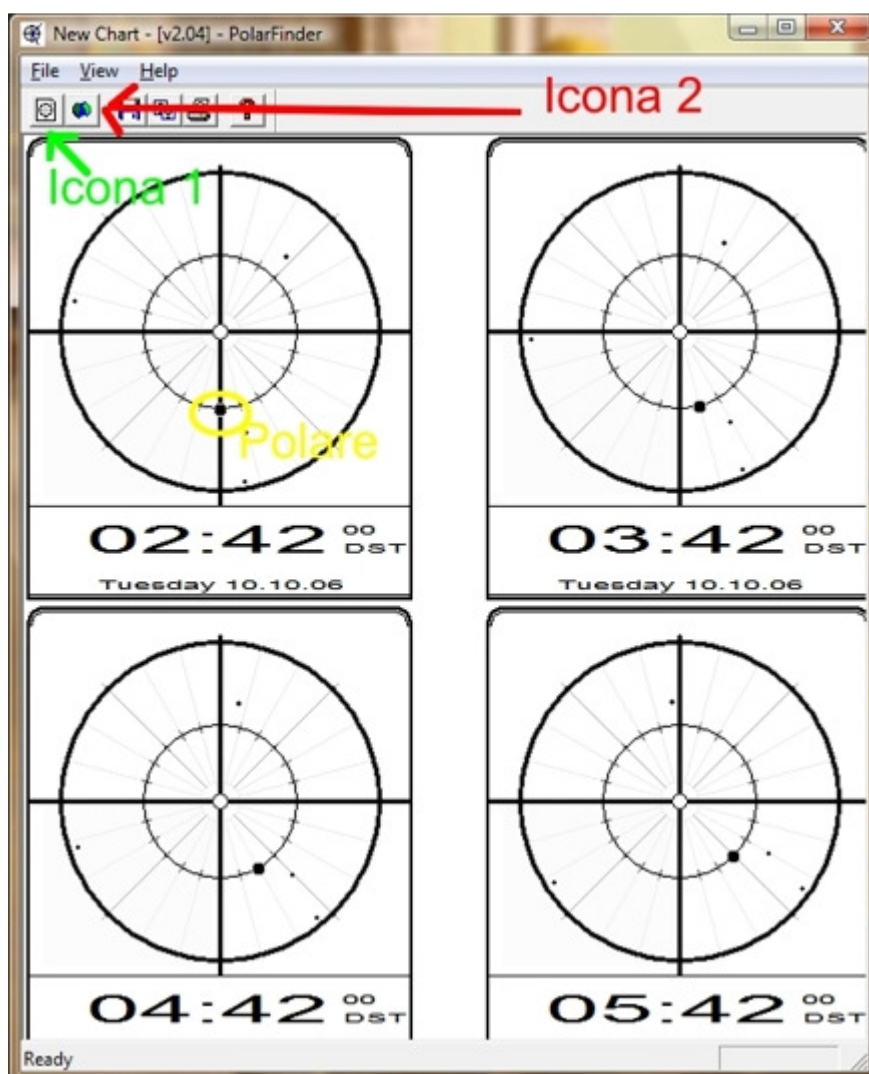 New Chart - [v2.04] - PolarFinder
File View Help
Icona 2
Icona 1
Polare
02:42 00 DST
Tuesday 10.10.06
03:42 00 DST
Tuesday 10.10.06
04:42 00 DST
05:42 00 DST
Ready